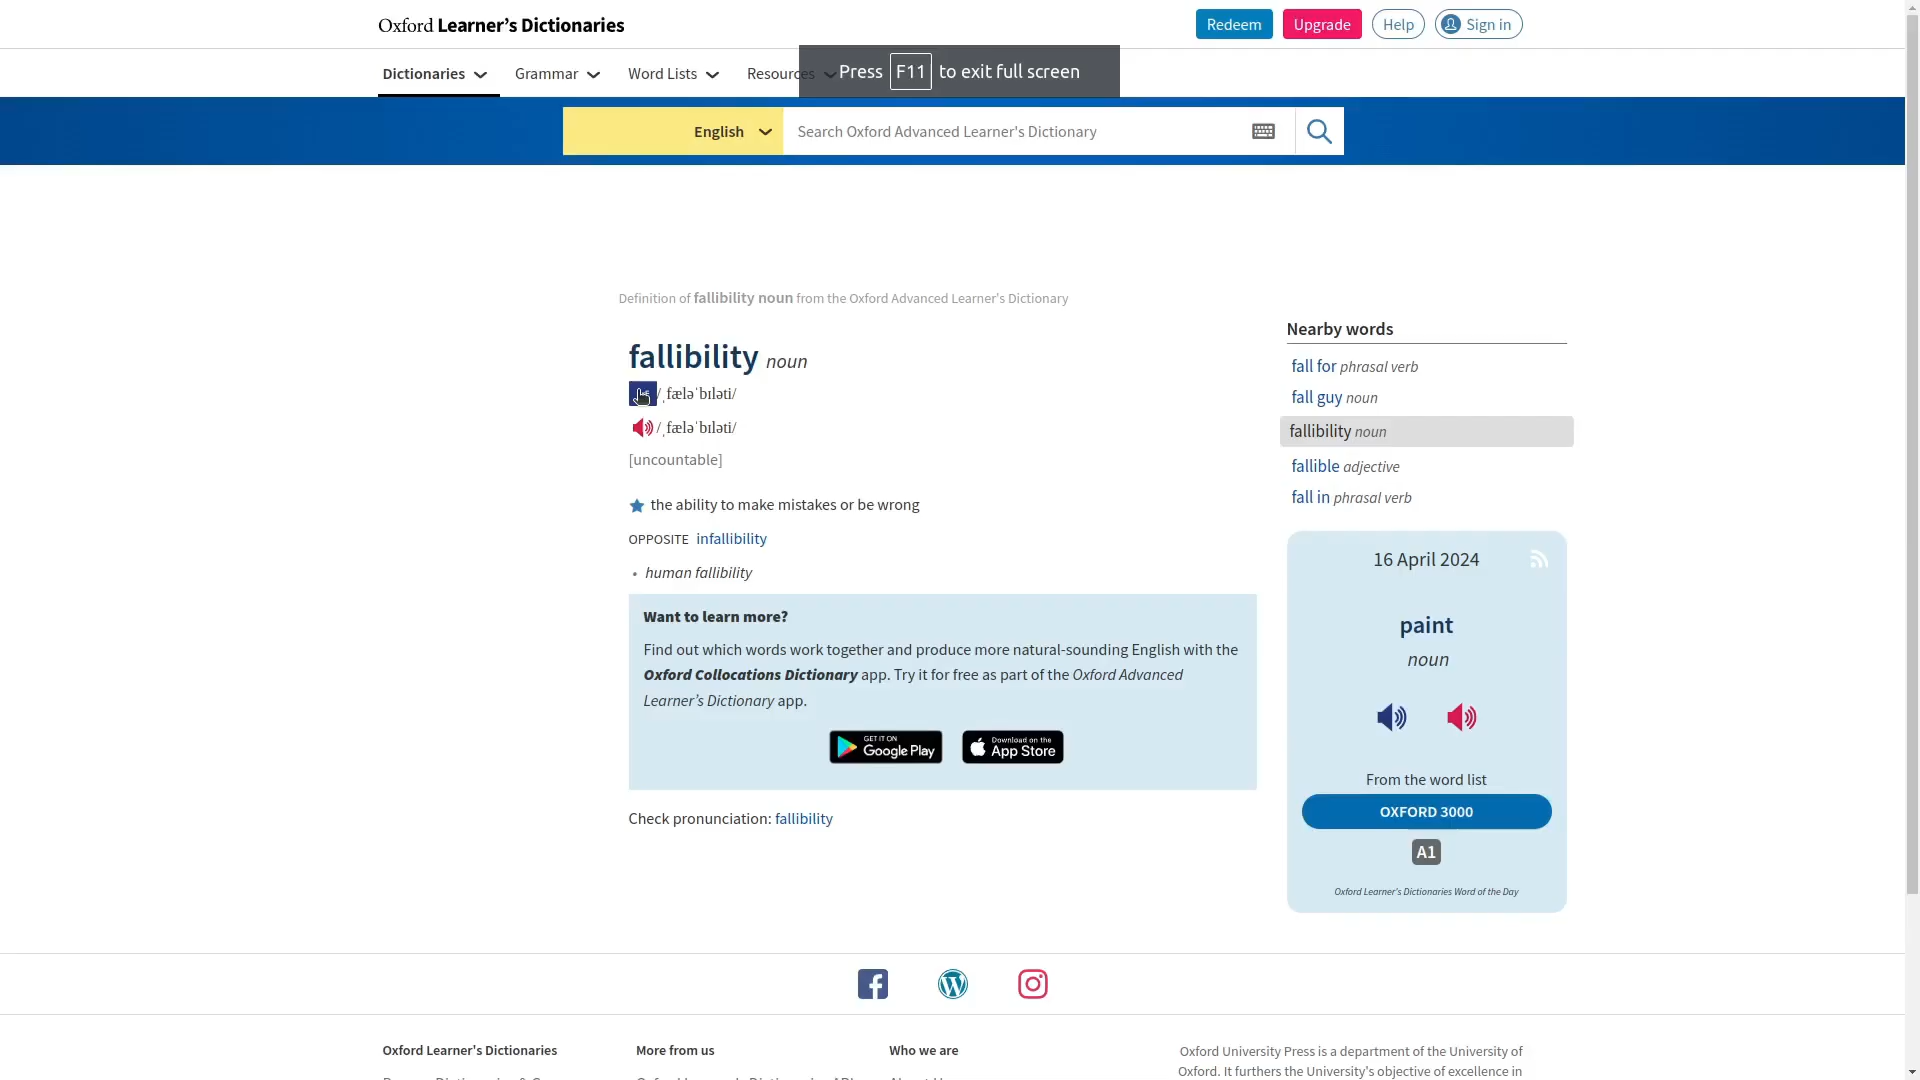 Oxford Learner's Dictionaries
Redeem
Upgrade
Help
Sign in
Dictionaries
Grammar
Word Lists
Resources
Press F11 to exit full screen
English
Search Oxford Advanced Learner's Dictionary
Definition of fallibility noun from the Oxford Advanced Learner's Dictionary
fallibility noun
/ˌfæləˈbɪləti/
/ˌfæləˈbɪləti/
[uncountable]
the ability to make mistakes or be wrong
OPPOSITE infallibility
• human fallibility
Want to learn more?
Find out which words work together and produce more natural-sounding English with the
Oxford Collocations Dictionary app. Try it for free as part of the Oxford Advanced
Learner's Dictionary app.
GET IT ON
Google Play
Download on the
App Store
Check pronunciation: fallibility
Nearby words
fall for phrasal verb
fall guy noun
fallibility noun
fallible adjective
fall in phrasal verb
16 April 2024
paint
noun
From the word list
OXFORD 3000
A1
Oxford Learner's Dictionaries Word of the Day
Oxford Learner's Dictionaries
More from us
Who we are
Oxford University Press is a department of the University of
Oxford. It furthers the University's objective of excellence in